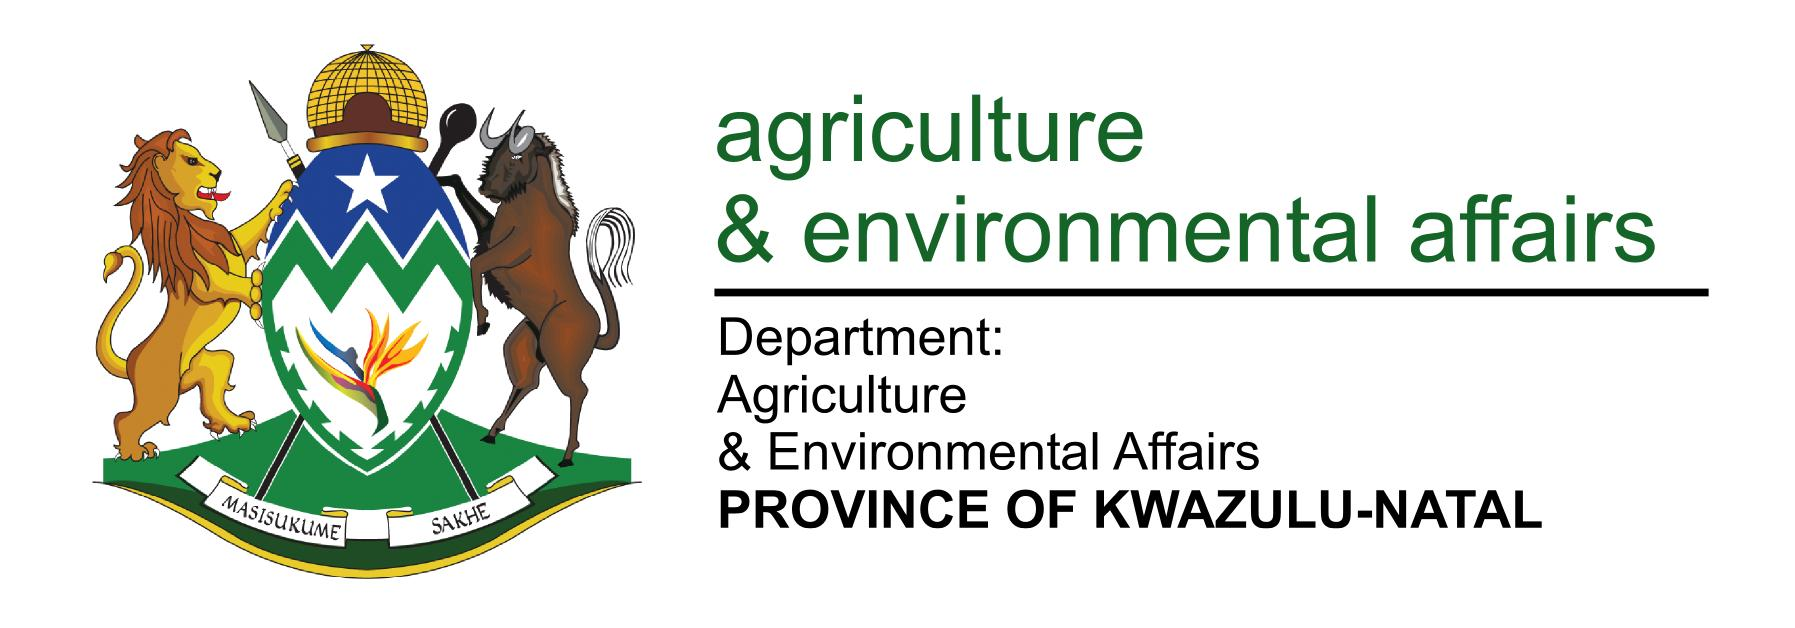 agriculture
& environmental affairs
Department:
Agriculture
& Environmental Affairs
PROVINCE OF KWAZULU-NATAL
MASISUKUME SAKHE